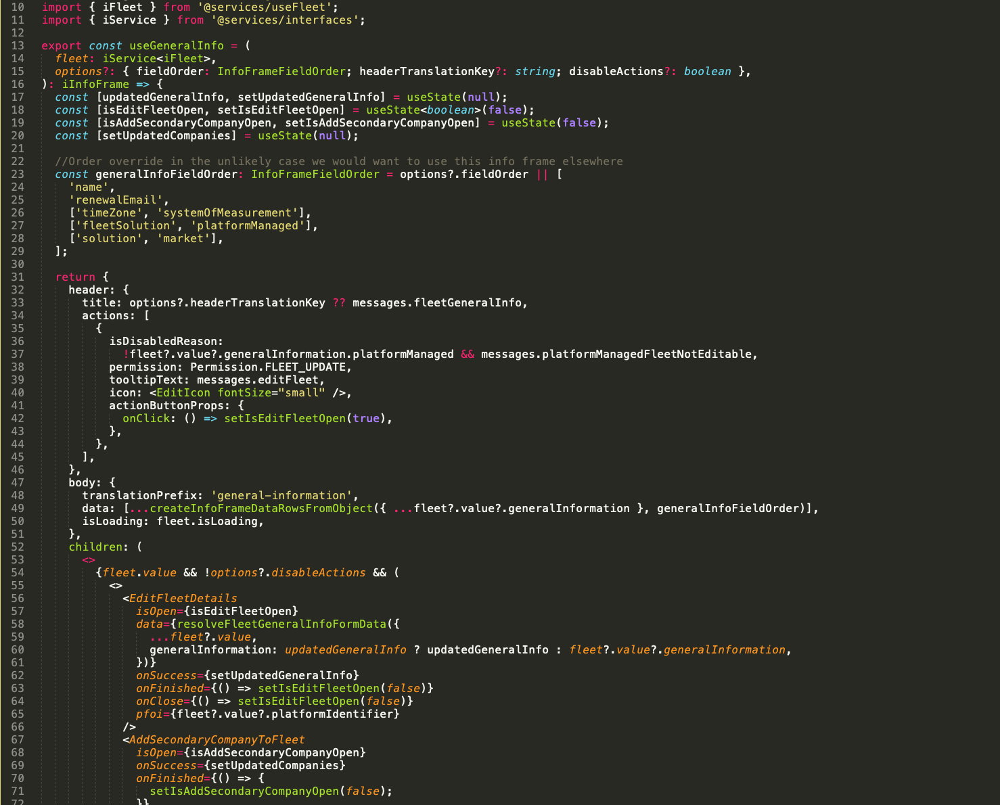 10 import { iFleet } from '@services/useFleet';
11 import { iService } from '@services/interfaces';
12
13 export const useGeneralInfo = (
14 fleet: iService<iFleet>,
15 options?: { fieldOrder: InfoFrameFieldOrder; headerTranslationKey?: string; disableActions?: boolean },
16 ): iInfoFrame => {
17 const [updatedGeneralInfo, setUpdatedGeneralInfo] = useState(null);
18 const [isEditFleetOpen, setIsEditFleetOpen] = useState<boolean>(false);
19 const [isAddSecondaryCompanyOpen, setIsAddSecondaryCompanyOpen] = useState(false);
20 const [setUpdatedCompanies] = useState(null);
21
22 //Order override in the unlikely case we would want to use this info frame elsewhere
23 const generalInfoFieldOrder: InfoFrameFieldOrder = options?.fieldOrder || [
24 'name',
25 'renewalEmail',
26 ['timeZone', 'systemOfMeasurement'],
27 ['fleetSolution', 'platformManaged'],
28 ['solution', 'market'],
29 ];
30
31 return {
32 header: {
33 title: options?.headerTranslationKey ?? messages.fleetGeneralInfo,
34 actions: [
35 {
36 isDisabledReason:
37 !fleet?.value?.generalInformation.platformManaged && messages.platformManagedFleetNotEditable,
38 permission: Permission.FLEET_UPDATE,
39 tooltipText: messages.editFleet,
40 icon: <EditIcon fontSize="small" />,
41 actionButtonProps: {
42 onClick: () => setIsEditFleetOpen(true),
43 },
44 },
45 ],
46 },
47 body: {
48 translationPrefix: 'general-information',
49 data: [...createInfoFrameDataRowsFromObject({ ...fleet?.value?.generalInformation }, generalInfoFieldOrder)],
50 isLoading: fleet.isLoading,
51 },
52 children: (
53 <>
54 {fleet.value && !options?.disableActions && (
55 <>
56 <EditFleetDetails
57 isOpen={isEditFleetOpen}
58 data={resolveFleetGeneralInfoFormData({
59 ...fleet?.value,
60 generalInformation: updatedGeneralInfo ? updatedGeneralInfo : fleet?.value?.generalInformation,
61 })}
62 onSuccess={setUpdatedGeneralInfo}
63 onFinished={() => setIsEditFleetOpen(false)}
64 onClose={() => setIsEditFleetOpen(false)}
65 pfoi={fleet?.value?.platformIdentifier}
66 />
67 <AddSecondaryCompanyToFleet
68 isOpen={isAddSecondaryCompanyOpen}
69 onSuccess={setUpdatedCompanies}
70 onFinished={() => {
71 setIsAddSecondaryCompanyOpen(false);
72 }}